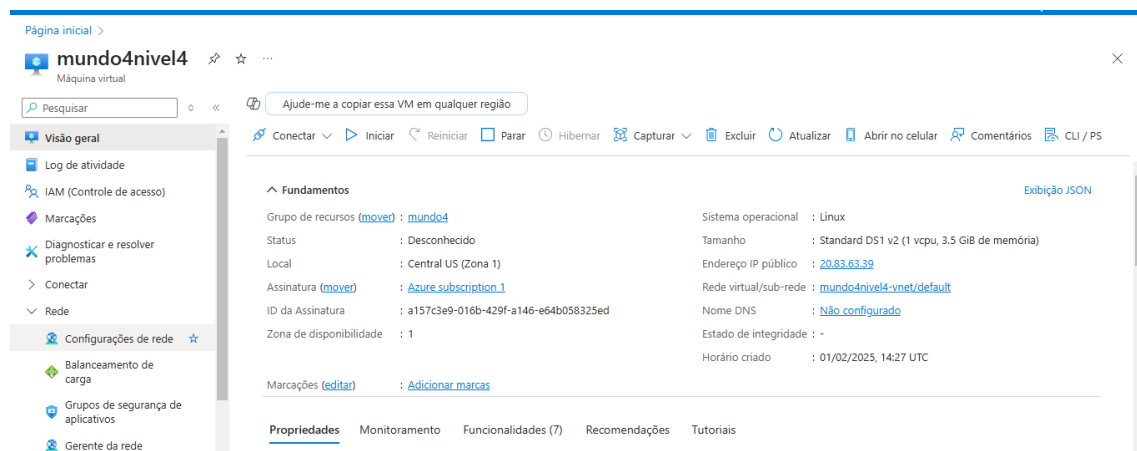 Página inicial >
mundo4nivel4
Máquina virtual
Pesquisar
Ajude-me a copiar essa VM em qualquer região
Conectar Iniciar Reiniciar Parar Hibernar Capturar Excluir Atualizar Abrir no celular Comentários CLI / PS
Visão geral
Log de atividade
IAM (Controle de acesso)
Marcações
Diagnosticar e resolver
problemas
Conectar
Rede
Configurações de rede
Balanceamento de
carga
Grupos de segurança de
aplicativos
Gerente da rede
Fundamentos
Exibição JSON
Grupo de recursos (mover) : mundo4
Status : Desconhecido
Local : Central US (Zona 1)
Assinatura (mover) : Azure subscription 1
ID da Assinatura : a157c3e9-016b-429f-a146-e64b058325ed
Zona de disponibilidade : 1
Sistema operacional : Linux
Tamanho : Standard DS1 v2 (1 vcpu, 3.5 GiB de memória)
Endereço IP público : 20.83.63.39
Rede virtual/sub-rede : mundo4nivel4-vnet/default
Nome DNS : Não configurado
Estado de integridade : -
Horário criado : 01/02/2025, 14:27 UTC
Marcações (editar) : Adicionar marcas
Propriedades Monitoramento Funcionalidades (7) Recomendações Tutoriais